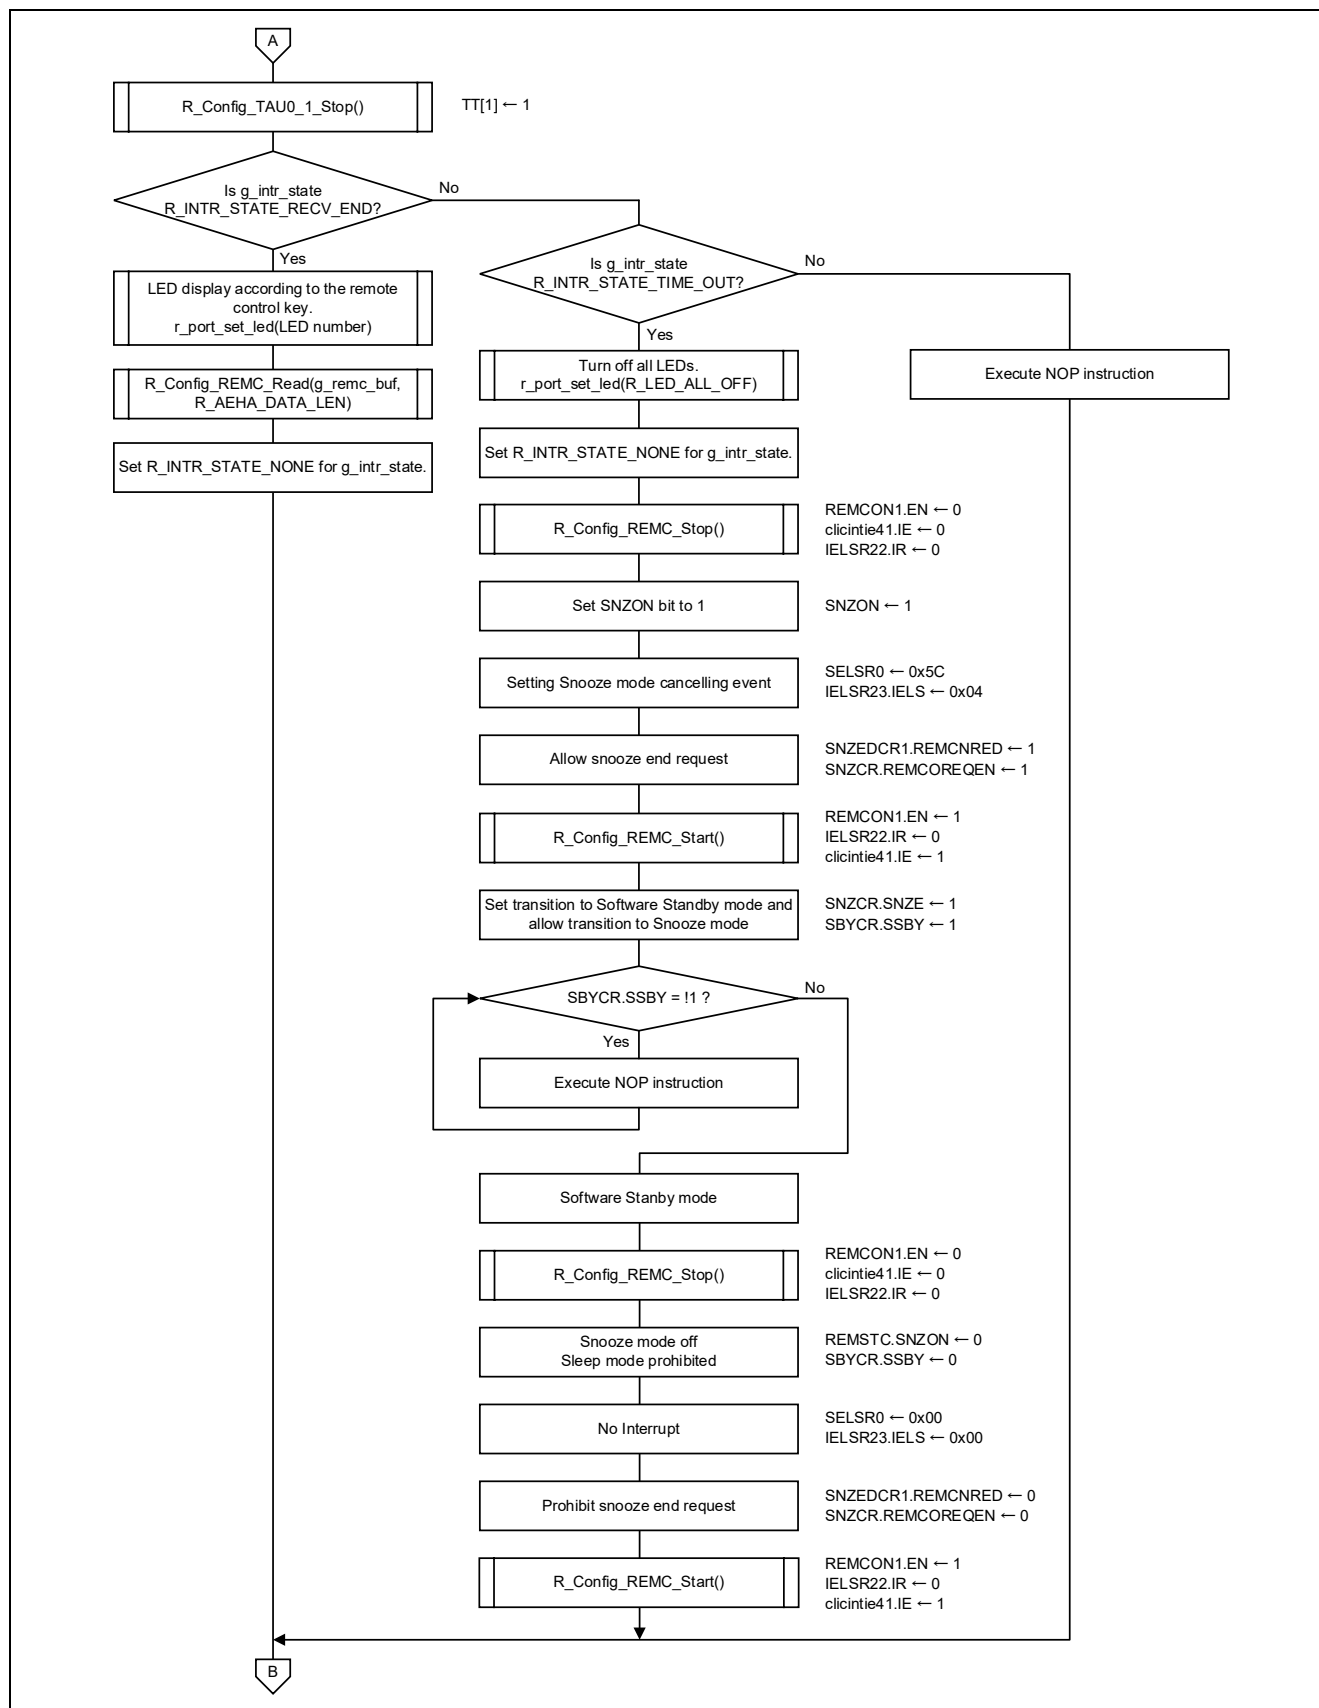 A
R_Config_TAU0_1_Stop()
TT[1] ← 1
Is g_intr_state
R_INTR_STATE_RECV_END?
No
Yes
LED display according to the remote
control key.
r_port_set_led(LED number)
R_Config_REMC_Read(g_remc_buf,
R_AEHA_DATA_LEN)
Set R_INTR_STATE_NONE for g_intr_state.
Is g_intr_state
R_INTR_STATE_TIME_OUT?
No
Yes
Execute NOP instruction
Turn off all LEDs.
r_port_set_led(R_LED_ALL_OFF)
Set R_INTR_STATE_NONE for g_intr_state.
R_Config_REMC_Stop()
REMCON1.EN ← 0
clicintie41.IE ← 0
IELSR22.IR ← 0
Set SNZON bit to 1
SNZON ← 1
Setting Snooze mode cancelling event
SELSR0 ← 0x5C
IELSR23.IELS ← 0x04
Allow snooze end request
SNZEDCR1.REMCNRED ← 1
SNZCR.REMCOREQEN ← 1
R_Config_REMC_Start()
REMCON1.EN ← 1
IELSR22.IR ← 0
clicintie41.IE ← 1
Set transition to Software Standby mode and
allow transition to Snooze mode
SNZCR.SNZE ← 1
SBYCR.SSBY ← 1
SBYCR.SSBY = !1 ?
No
Yes
Execute NOP instruction
Software Stanby mode
R_Config_REMC_Stop()
REMCON1.EN ← 0
clicintie41.IE ← 0
IELSR22.IR ← 0
Snooze mode off
Sleep mode prohibited
REMSTC.SNZON ← 0
SBYCR.SSBY ← 0
No Interrupt
SELSR0 ← 0x00
IELSR23.IELS ← 0x00
Prohibit snooze end request
SNZEDCR1.REMCNRED ← 0
SNZCR.REMCOREQEN ← 0
R_Config_REMC_Start()
REMCON1.EN ← 1
IELSR22.IR ← 0
clicintie41.IE ← 1
B